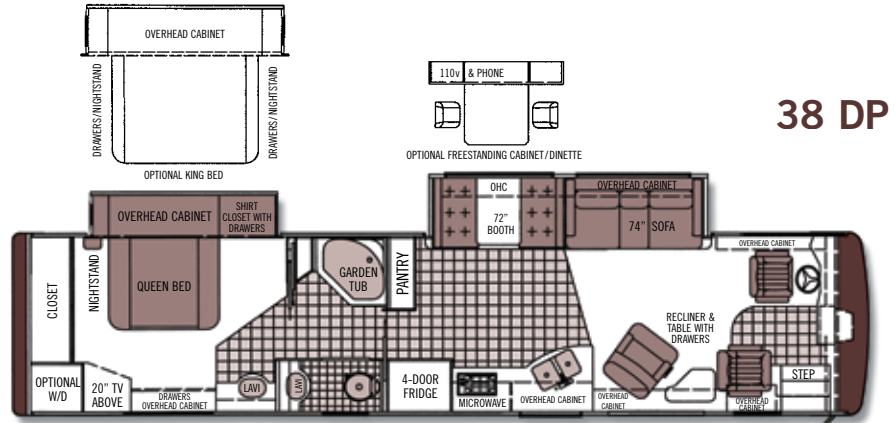 OVERHEAD CABINET
DRAWERS/NIGHTSTAND
DRAWERS/NIGHTSTAND
OPTIONAL KING BED
110v & PHONE
OPTIONAL FREESTANDING CABINET/DINETTE
38 DP
OVERHEAD CABINET
SHIRT
CLOSET WITH
DRAWERS
OHC
72"
BOOTH
OVERHEAD CABINET
74" SOFA
OVERHEAD CABINET
CLOSET
NIGHTSTAND
QUEEN BED
GARDEN
TUB
PANTRY
RECLINER &
TABLE WITH
DRAWERS
OPTIONAL
W/D
20" TV
ABOVE
DRAWERS
OVERHEAD CABINET
LAVI
LAVI
4-DOOR
FRIDGE
MICROWAVE
OVERHEAD CABINET
OVERHEAD
CABINET
OVERHEAD
CABINET
STEP